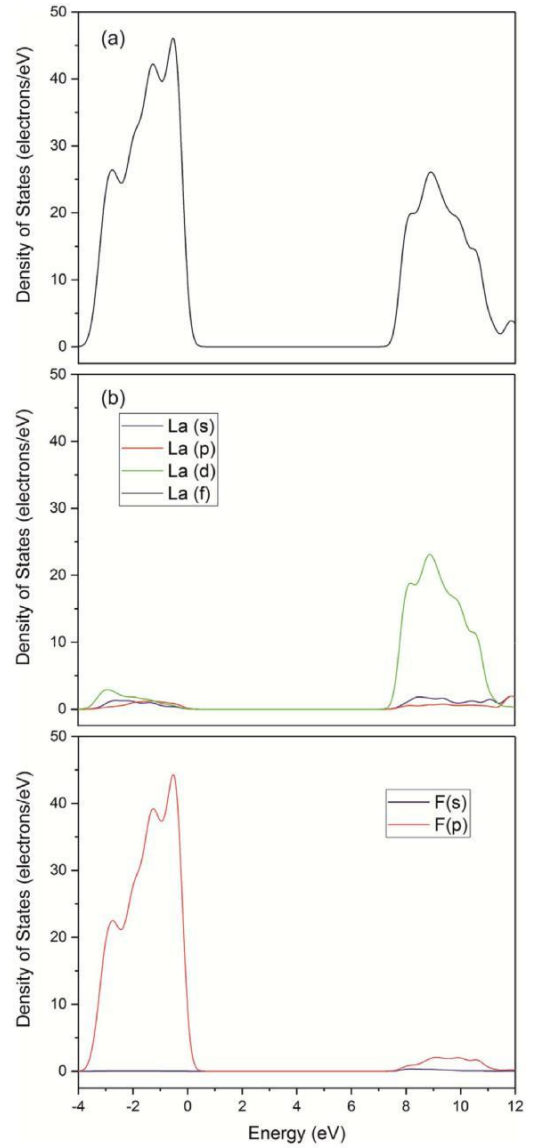 (a)
50
40
30
20
10
0
Density of States (electrons/eV)
(b)
La (s)
La (p)
La (d)
La (f)
50
40
30
20
10
0
Density of States (electrons/eV)
F(s)
F(p)
50
40
30
20
10
0
Density of States (electrons/eV)
-4 -2 0 2 4 6 8 10 12
Energy (eV)